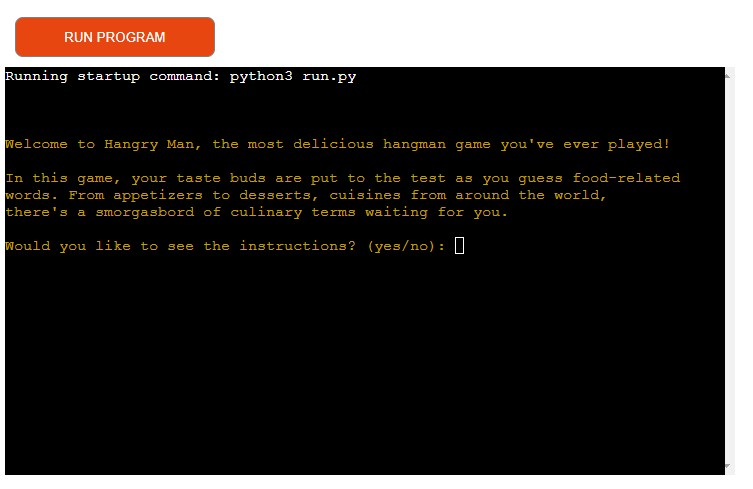 RUN PROGRAM
Running startup command: python3 run.py
Welcome to Hangry Man, the most delicious hangman game you've ever played!
In this game, your taste buds are put to the test as you guess food-related
words. From appetizers to desserts, cuisines from around the world,
there's a smorgasbord of culinary terms waiting for you.
Would you like to see the instructions? (yes/no):